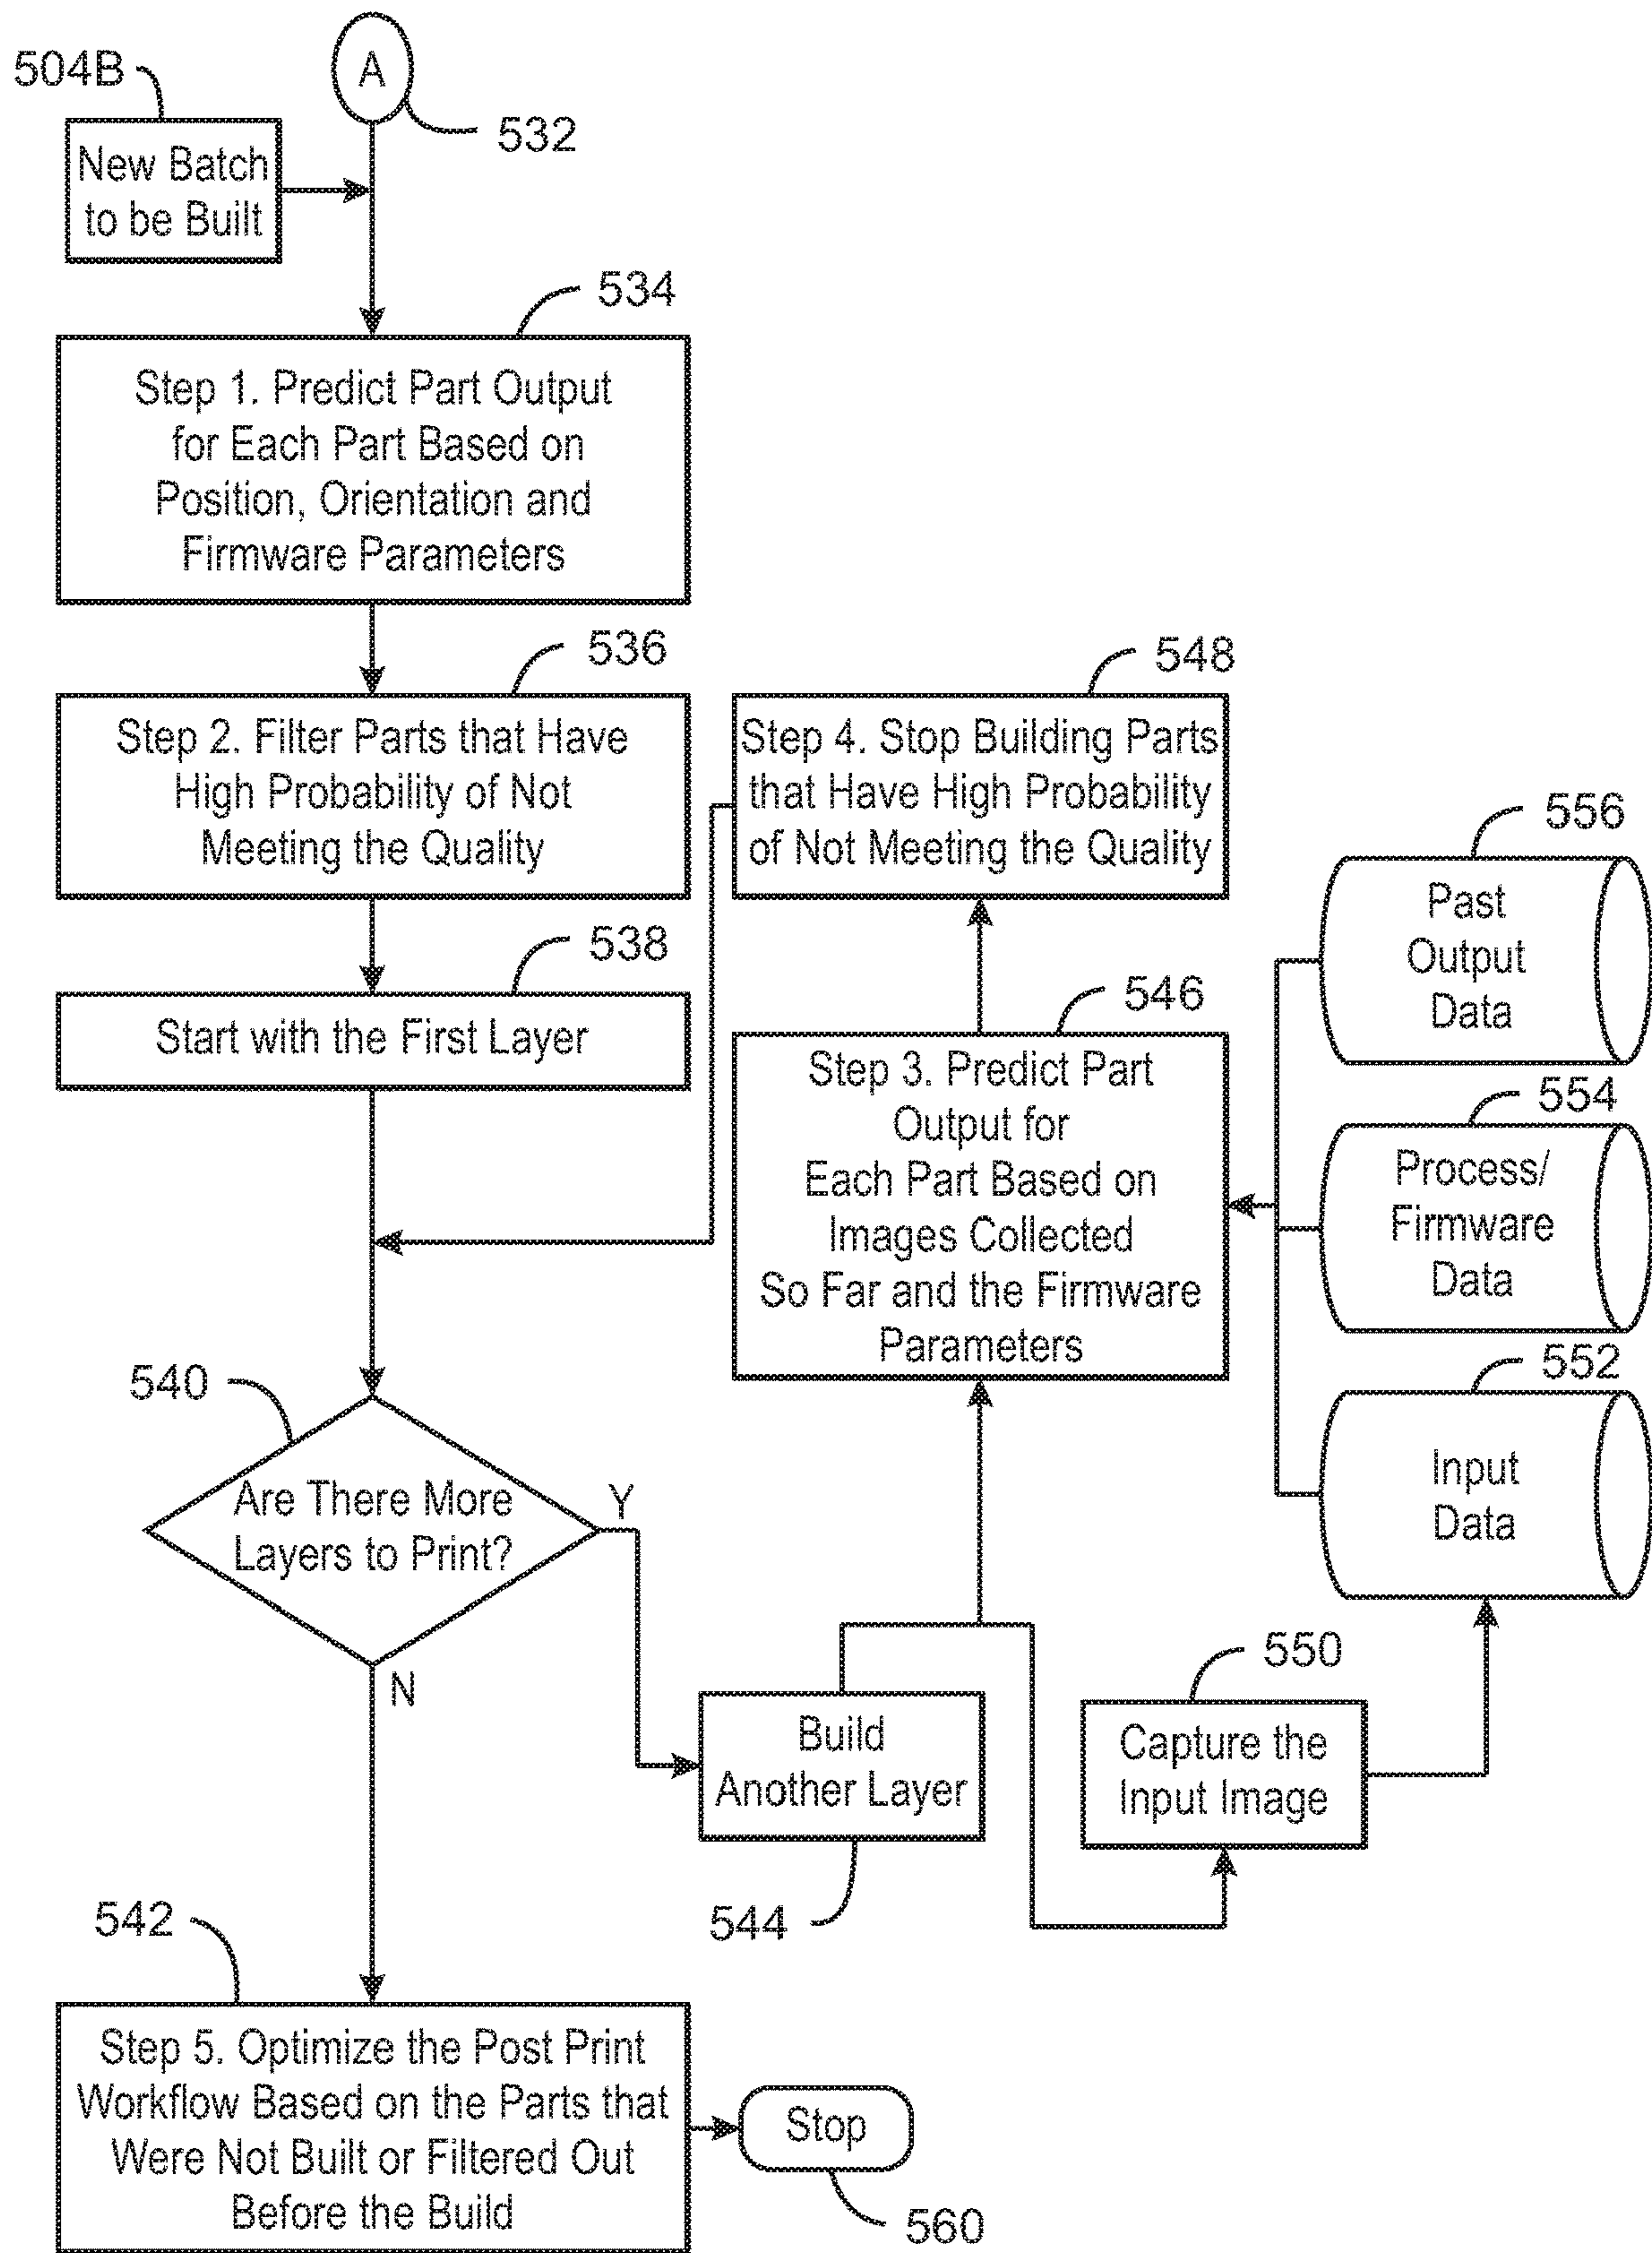 A
504B
532
New Batch
to be Built
534
Step 1. Predict Part Output
for Each Part Based on
Position, Orientation and
Firmware Parameters
536
Step 2. Filter Parts that Have
High Probability of Not
Meeting the Quality
538
Start with the First Layer
548
Step 4. Stop Building Parts
that Have High Probability
of Not Meeting the Quality
546
Step 3. Predict Part
Output for
Each Part Based on
Images Collected
So Far and the Firmware
Parameters
556
Past
Output
Data
554
Process/
Firmware
Data
552
Input
Data
540
Are There More
Layers to Print?
Y
N
Build
Another Layer
544
550
Capture the
Input Image
542
Step 5. Optimize the Post Print
Workflow Based on the Parts that
Were Not Built or Filtered Out
Before the Build
Stop
560